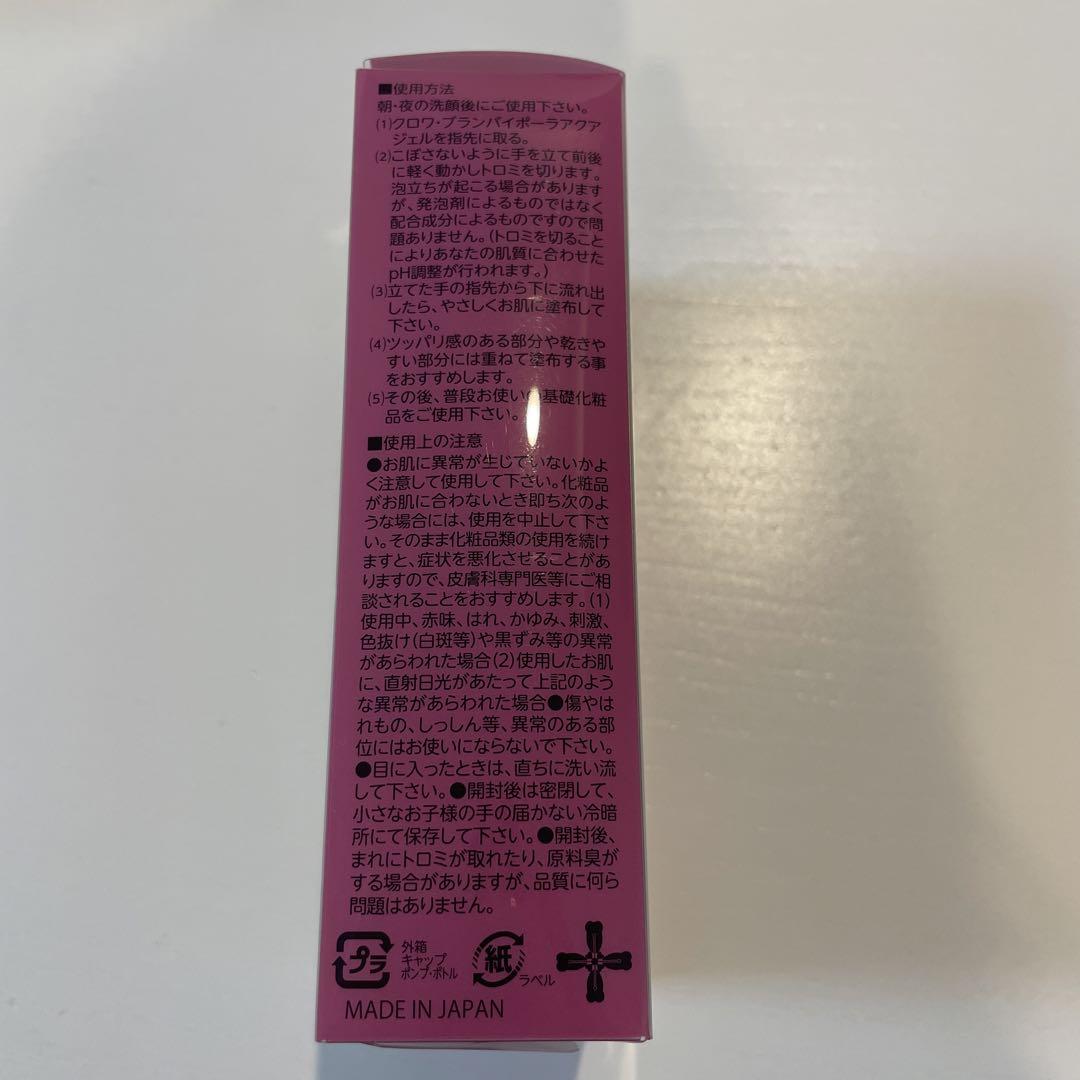 ■使用方法
朝・夜の洗顔後にご使用下さい。
(1)クロワ・ブランバイポーラアクア
ジェルを指先に取る。
(2)こぼさないように手を立て前後
に軽く動かしトロミを切ります。
泡立ちが起こる場合があります
が、発泡剤によるものではなく
配合成分によるものですので問
題ありません。(トロミを切ること
によりあなたの肌質に合わせた
pH調整が行われます。)
(3)立てた手の指先から下に流れ出
したら、やさしくお肌に塗布して
下さい。
(4)ツッパリ感のある部分や乾きや
すい部分には重ねて塗布する事
をおすすめします。
(5)その後、普段お使いの基礎化粧
品をご使用下さい。
■使用上の注意
●お肌に異常が生じていないかよ
く注意して使用して下さい。化粧品
がお肌に合わないとき即ち次のよ
うな場合には、使用を中止して下さ
い。そのまま化粧品類の使用を続け
ますと、症状を悪化させることがあ
りますので、皮膚科専門医等にご相
談されることをおすすめします。(1)
使用中、赤味、はれ、かゆみ、刺激、
色抜け(白斑等)や黒ずみ等の異常
があらわれた場合(2)使用したお肌
に、直射日光があたって上記のよう
な異常があらわれた場合●傷やは
れもの、しっしん等、異常のある部
位にはお使いにならないで下さい。
●目に入ったときは、直ちに洗い流
して下さい。●開封後は密閉して、
小さなお子様の手の届かない冷暗
所にて保存して下さい。●開封後、
まれにトロミが取れたり、原料臭が
する場合がありますが、品質に何ら
問題はありません。
プラ
外箱
キャップ
ポンプ・ボトル
紙
ラベル
MADE IN JAPAN